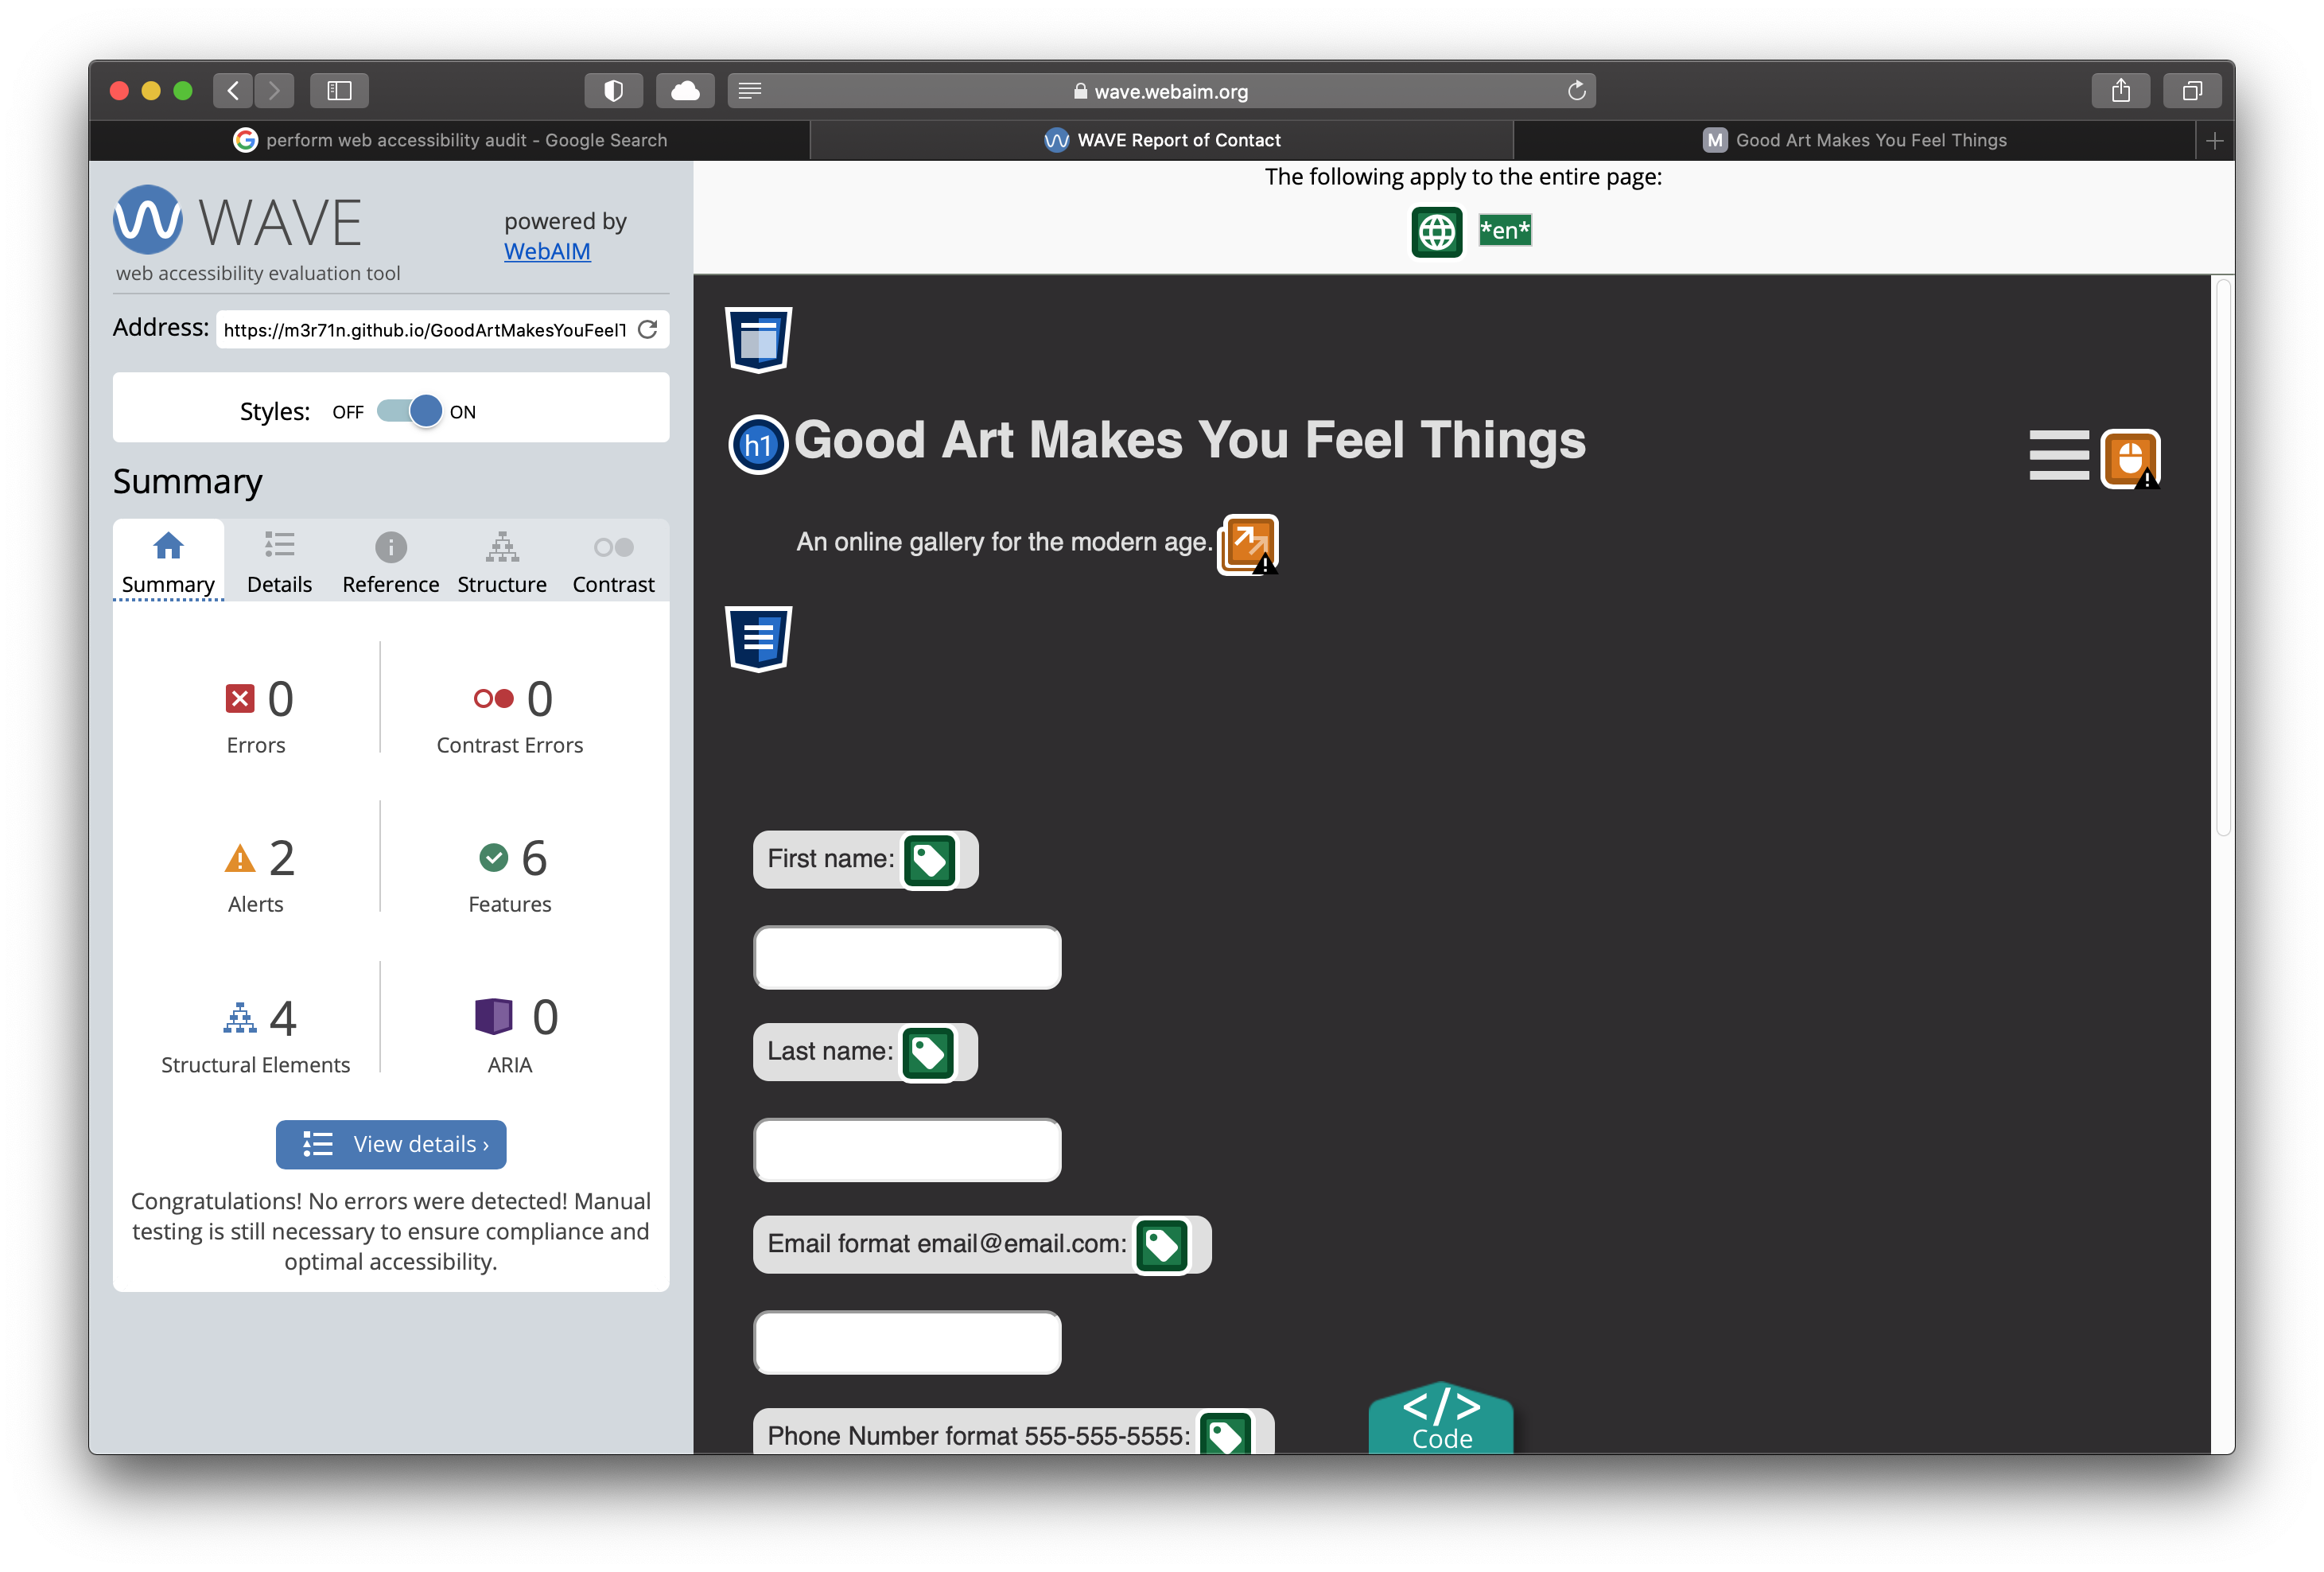 wave.webaim.org
perform web accessibility audit - Google Search
WAVE Report of Contact
M Good Art Makes You Feel Things
WAVE
web accessibility evaluation tool
powered by
WebAIM
Address: https://m3r71n.github.io/GoodArtMakesYouFeelT
Styles: OFF ON
Summary
Summary Details Reference Structure Contrast
0
Errors
0
Contrast Errors
2
Alerts
6
Features
4
Structural Elements
0
ARIA
View details ›
Congratulations! No errors were detected! Manual
testing is still necessary to ensure compliance and
optimal accessibility.
The following apply to the entire page:
*en*
h1 Good Art Makes You Feel Things
An online gallery for the modern age.
First name:
Last name:
Email format email@email.com:
Phone Number format 555-555-5555:
</>
Code